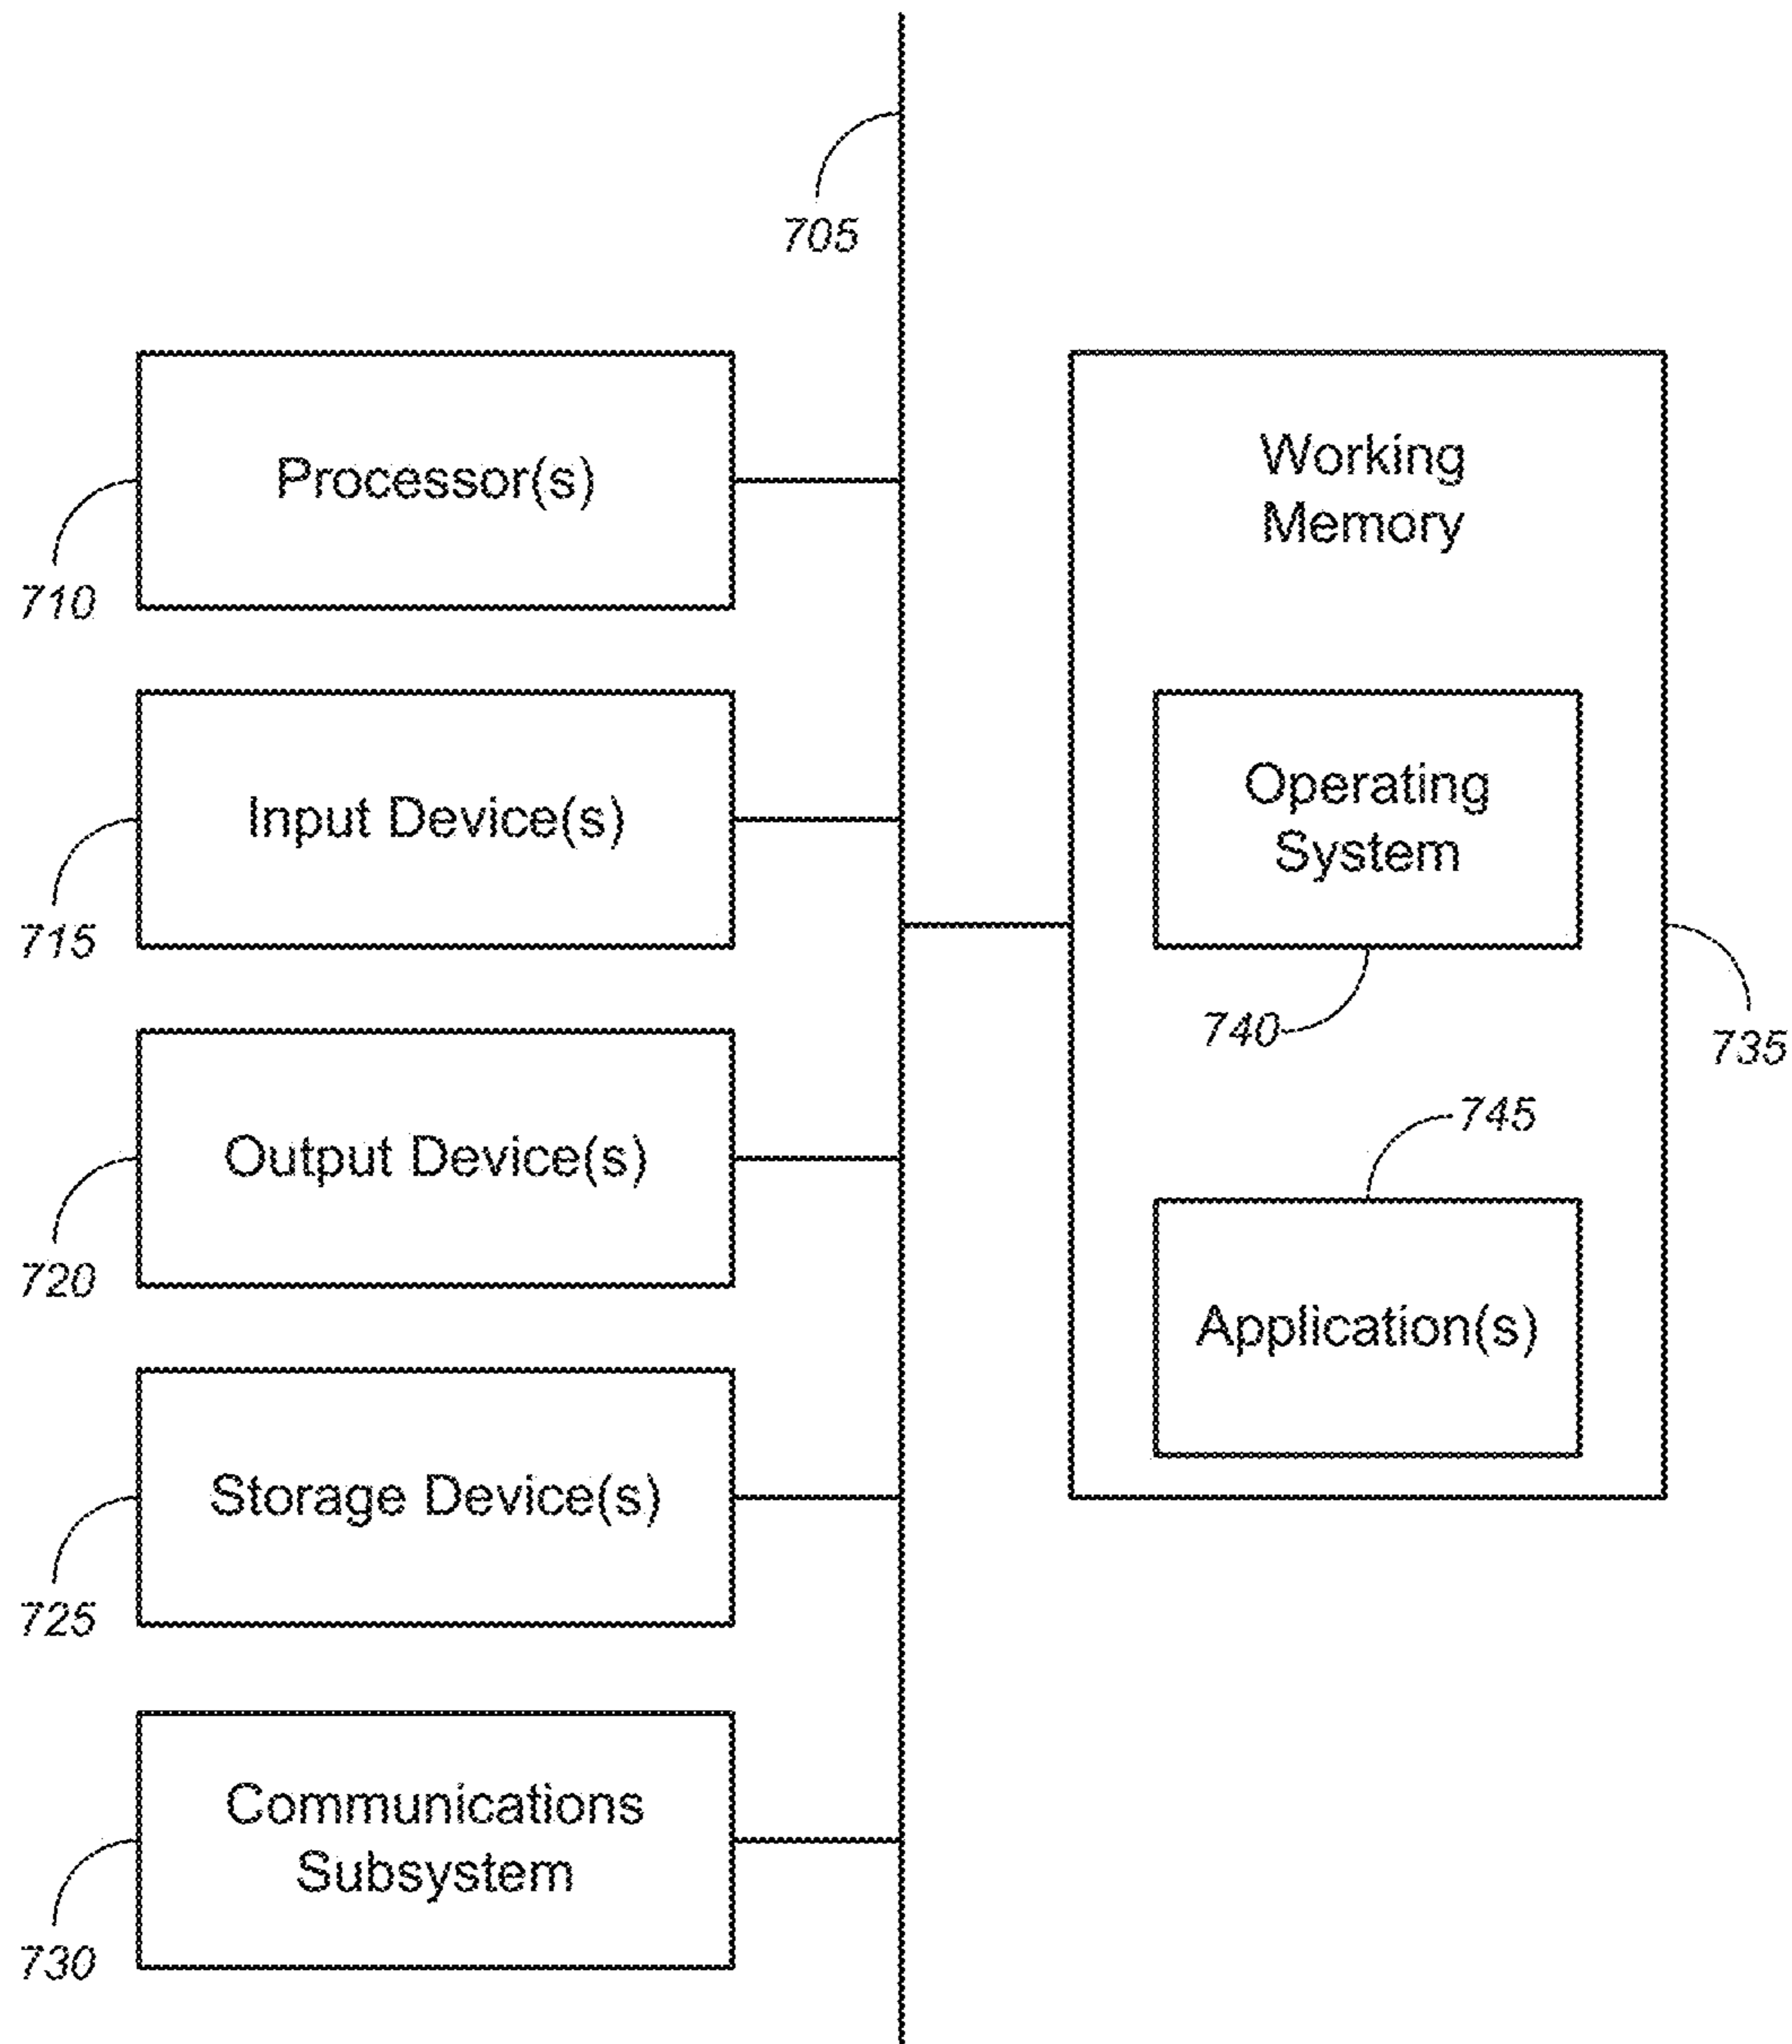 705
Processor(s)
710
Input Device(s)
715
Output Device(s)
720
Storage Device(s)
725
Communications
Subsystem
730
Working
Memory
735
Operating
System
740
745
Application(s)